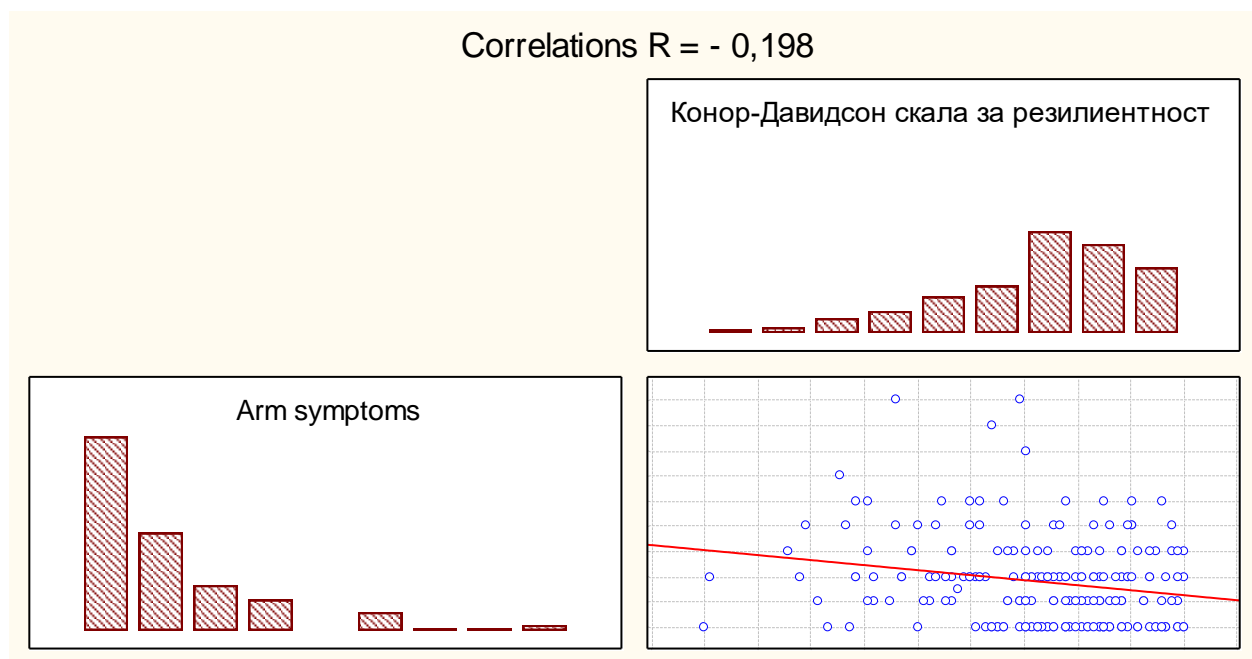 Correlations R = - 0,198
Конор-Давидсон скала за резилиентност
Arm symptoms